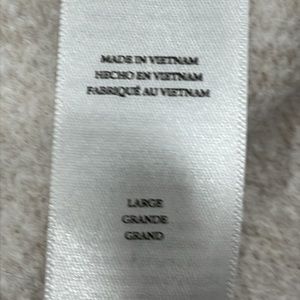 MADE IN VIETNAM
HECHO EN VIETNAM
FABRIQUÉ AU VIETNAM
LARGE
GRANDE
GRAND